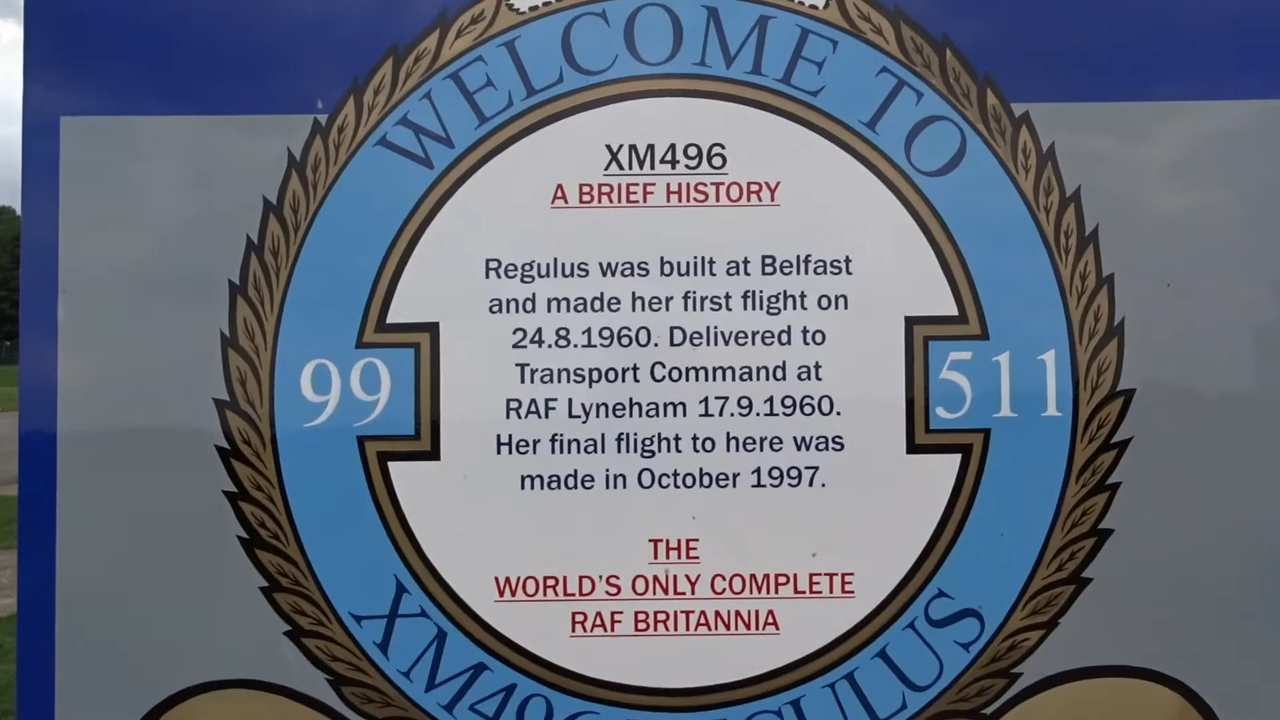 WELCOME TO
XM496
A BRIEF HISTORY
Regulus was built at Belfast
and made her first flight on
24.8.1960. Delivered to
Transport Command at
RAF Lyneham 17.9.1960.
Her final flight to here was
made in October 1997.
99
511
THE
WORLD'S ONLY COMPLETE
RAF BRITANNIA
XM496 REGULUS